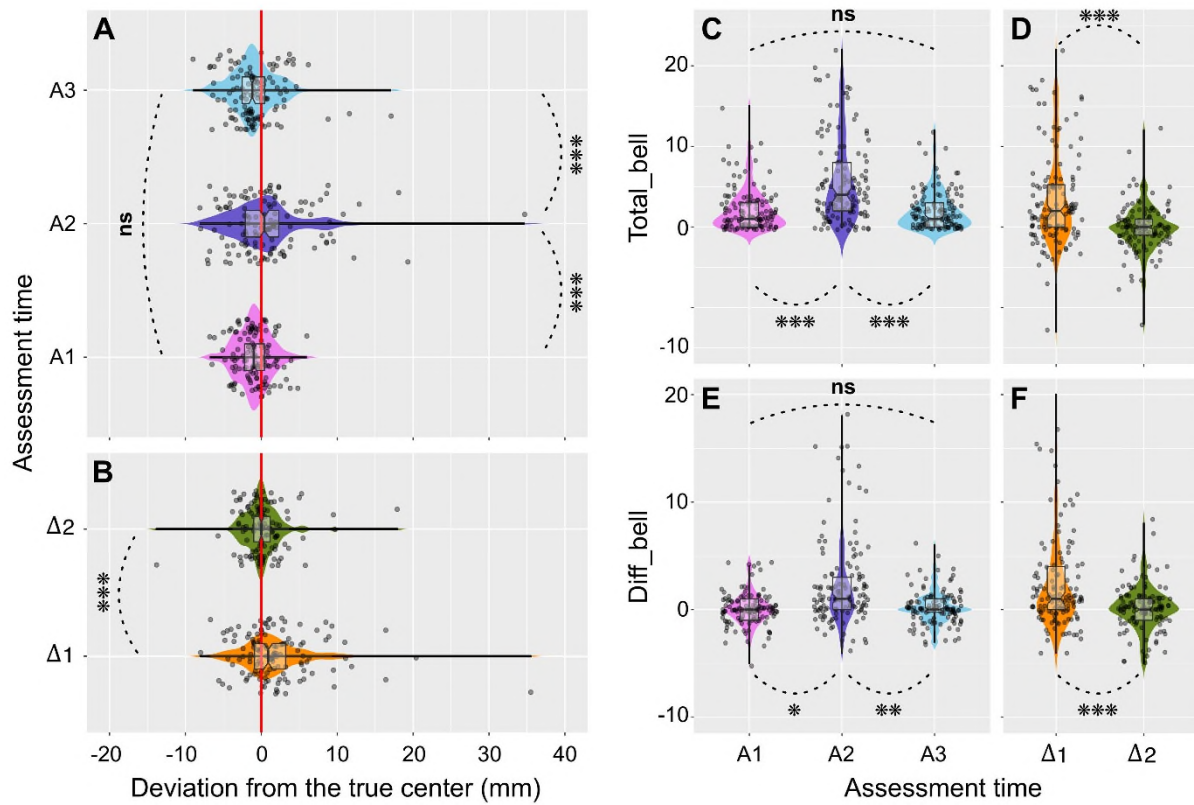 A
A3
A2
A1
ns
***
***
Assessment time
B
Δ2
Δ1
***
-20 -10 0 10 20 30 40
Deviation from the true center (mm)
C
ns
20
10
0
-10
Total_bell
*** ***
D
***
E
ns
20
10
0
-10
Diff_bell
* **
A1 A2 A3
F
***
Δ1 Δ2
Assessment time